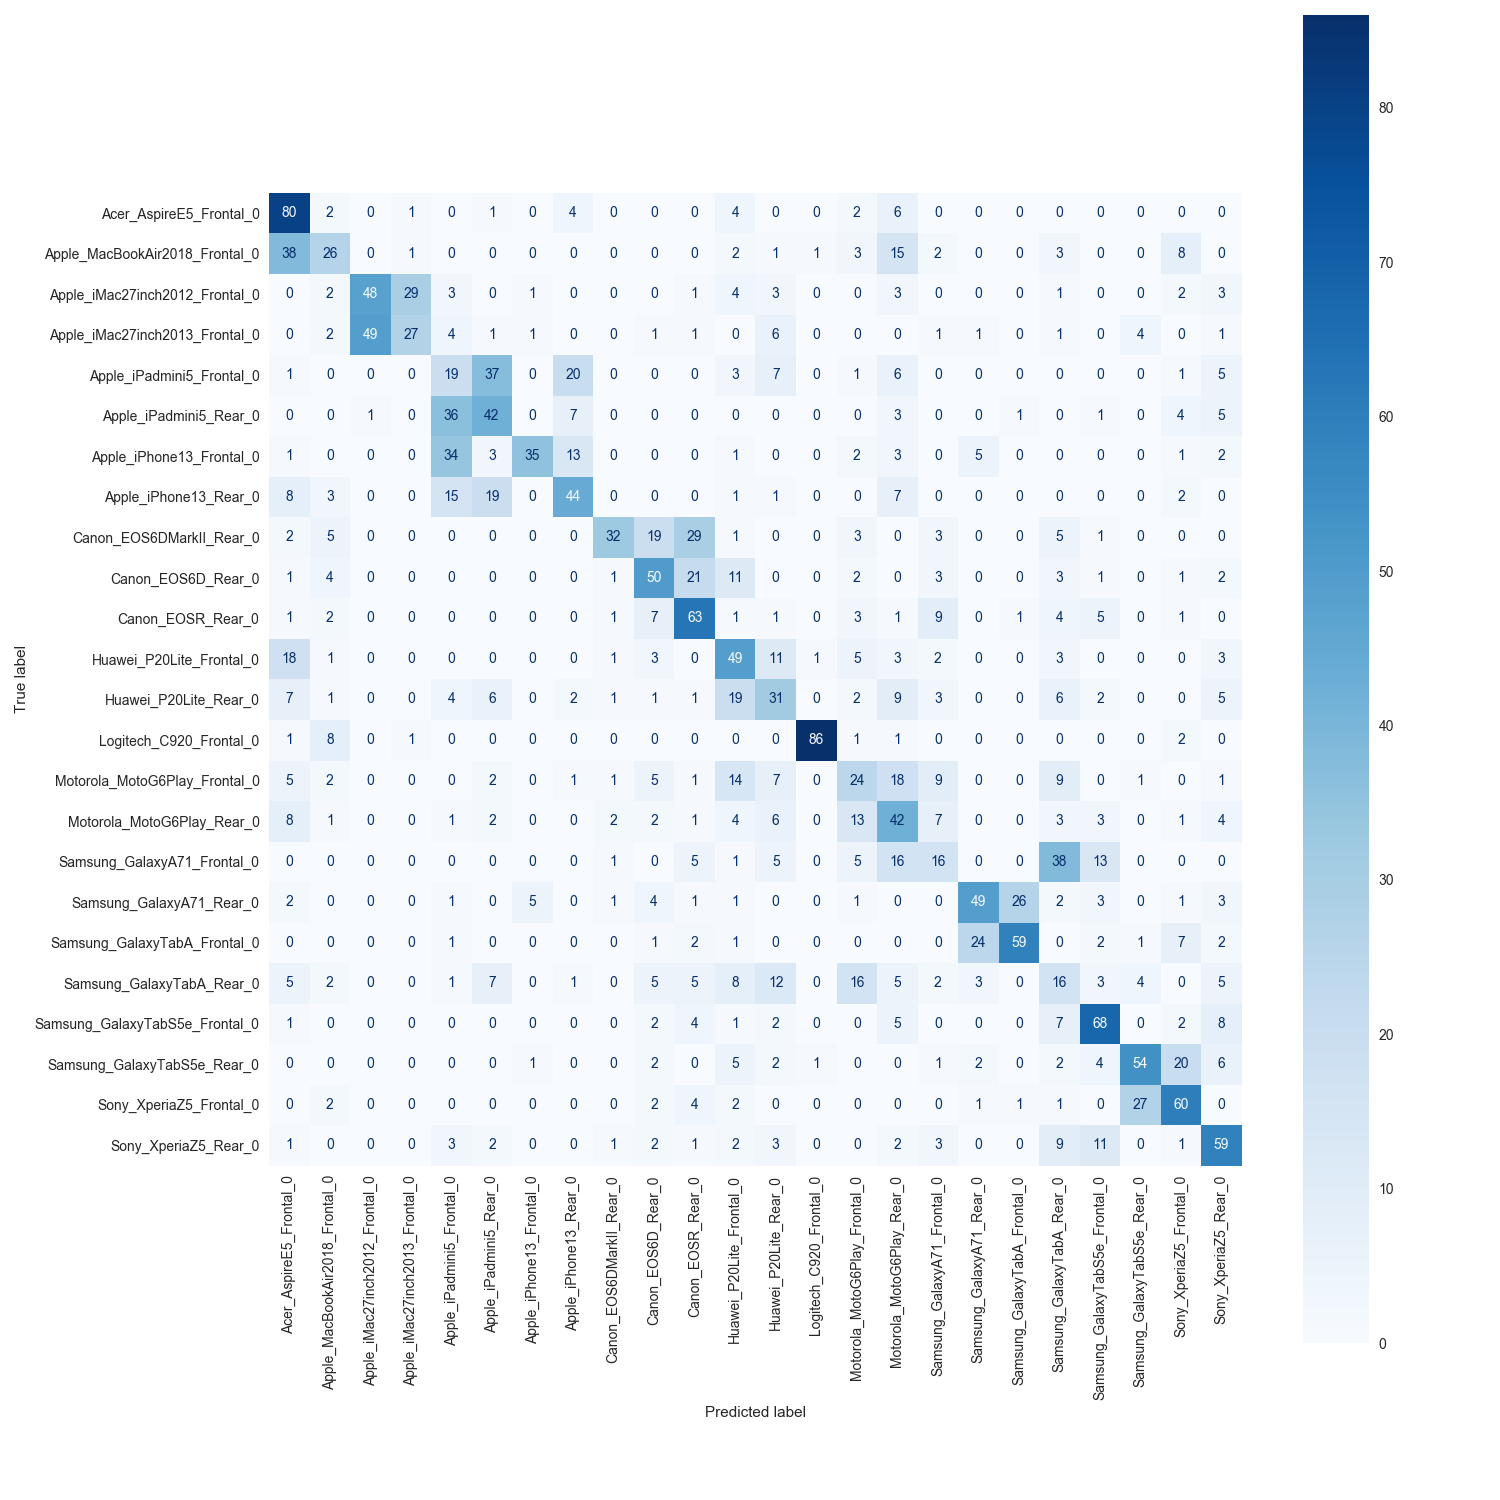 80
Acer_AspireE5_Frontal_0 80 2 0 1 0 1 0 4 0 0 0 4 0 0 2 6 0 0 0 0 0 0 0 0
Apple_MacBookAir2018_Frontal_0 38 26 0 1 0 0 0 0 0 0 0 2 1 1 3 15 2 0 0 3 0 0 8 0
70
Apple_iMac27inch2012_Frontal_0 0 2 48 29 3 0 1 0 0 0 1 4 3 0 0 3 0 0 0 1 0 0 2 3
Apple_iMac27inch2013_Frontal_0 0 2 49 27 4 1 1 0 0 1 1 0 6 0 0 0 1 1 0 1 0 4 0 1
Apple_iPadmini5_Frontal_0 1 0 0 0 19 37 0 20 0 0 0 3 7 0 1 6 0 0 0 0 0 0 1 5
Apple_iPadmini5_Rear_0 0 0 1 0 36 42 0 7 0 0 0 0 0 0 0 3 0 0 1 0 1 0 4 5
60
Apple_iPhone13_Frontal_0 1 0 0 0 34 3 35 13 0 0 0 1 0 0 2 3 0 5 0 0 0 0 1 2
Apple_iPhone13_Rear_0 8 3 0 0 15 19 0 44 0 0 0 1 1 0 0 7 0 0 0 0 0 0 2 0
Canon_EOS6DMarkII_Rear_0 2 5 0 0 0 0 0 0 32 19 29 1 0 0 3 0 3 0 0 5 1 0 0 0
50
Canon_EOS6D_Rear_0 1 4 0 0 0 0 0 0 1 50 21 11 0 0 2 0 3 0 0 3 1 0 1 2
Canon_EOSR_Rear_0 1 2 0 0 0 0 0 0 1 7 63 1 1 0 3 1 9 0 1 4 5 0 1 0
Huawei_P20Lite_Frontal_0 18 1 0 0 0 0 0 0 1 3 0 49 11 1 5 3 2 0 0 3 0 0 0 3
Huawei_P20Lite_Rear_0 7 1 0 0 4 6 0 2 1 1 1 19 31 0 2 9 3 0 0 6 2 0 0 5
40
Logitech_C920_Frontal_0 1 8 0 1 0 0 0 0 0 0 0 0 0 86 1 1 0 0 0 0 0 0 2 0
Motorola_MotoG6Play_Frontal_0 5 2 0 0 0 2 0 1 1 5 1 14 7 0 24 18 9 0 0 9 0 1 0 1
Motorola_MotoG6Play_Rear_0 8 1 0 0 1 2 0 0 2 2 1 4 6 0 13 42 7 0 0 3 3 0 1 4
Samsung_GalaxyA71_Frontal_0 0 0 0 0 0 0 0 0 1 0 5 1 5 0 5 16 16 0 0 38 13 0 0 0
30
Samsung_GalaxyA71_Rear_0 2 0 0 0 1 0 5 0 1 4 1 1 0 0 1 0 0 49 26 2 3 0 1 3
Samsung_GalaxyTabA_Frontal_0 0 0 0 0 1 0 0 0 0 1 2 1 0 0 0 0 0 24 59 0 2 1 7 2
Samsung_GalaxyTabA_Rear_0 5 2 0 0 1 7 0 1 0 5 5 8 12 0 16 5 2 3 0 16 3 4 0 5
Samsung_GalaxyTabS5e_Frontal_0 1 0 0 0 0 0 0 0 0 2 4 1 2 0 0 5 0 0 0 7 68 0 2 8
20
Samsung_GalaxyTabS5e_Rear_0 0 0 0 0 0 0 1 0 0 2 0 5 2 1 0 0 1 2 0 2 4 54 20 6
Sony_XperiaZ5_Frontal_0 0 2 0 0 0 0 0 0 0 2 4 2 0 0 0 0 0 1 1 1 0 27 60 0
Sony_XperiaZ5_Rear_0 1 0 0 0 3 2 0 0 1 2 1 2 3 0 0 2 3 0 0 9 11 0 1 59
10
0
True label
Acer_AspireE5_Frontal_0
Apple_MacBookAir2018_Frontal_0
Apple_iMac27inch2012_Frontal_0
Apple_iMac27inch2013_Frontal_0
Apple_iPadmini5_Frontal_0
Apple_iPadmini5_Rear_0
Apple_iPhone13_Frontal_0
Apple_iPhone13_Rear_0
Canon_EOS6DMarkII_Rear_0
Canon_EOS6D_Rear_0
Canon_EOSR_Rear_0
Huawei_P20Lite_Frontal_0
Huawei_P20Lite_Rear_0
Logitech_C920_Frontal_0
Motorola_MotoG6Play_Frontal_0
Motorola_MotoG6Play_Rear_0
Samsung_GalaxyA71_Frontal_0
Samsung_GalaxyA71_Rear_0
Samsung_GalaxyTabA_Frontal_0
Samsung_GalaxyTabA_Rear_0
Samsung_GalaxyTabS5e_Frontal_0
Samsung_GalaxyTabS5e_Rear_0
Sony_XperiaZ5_Frontal_0
Sony_XperiaZ5_Rear_0
Predicted label